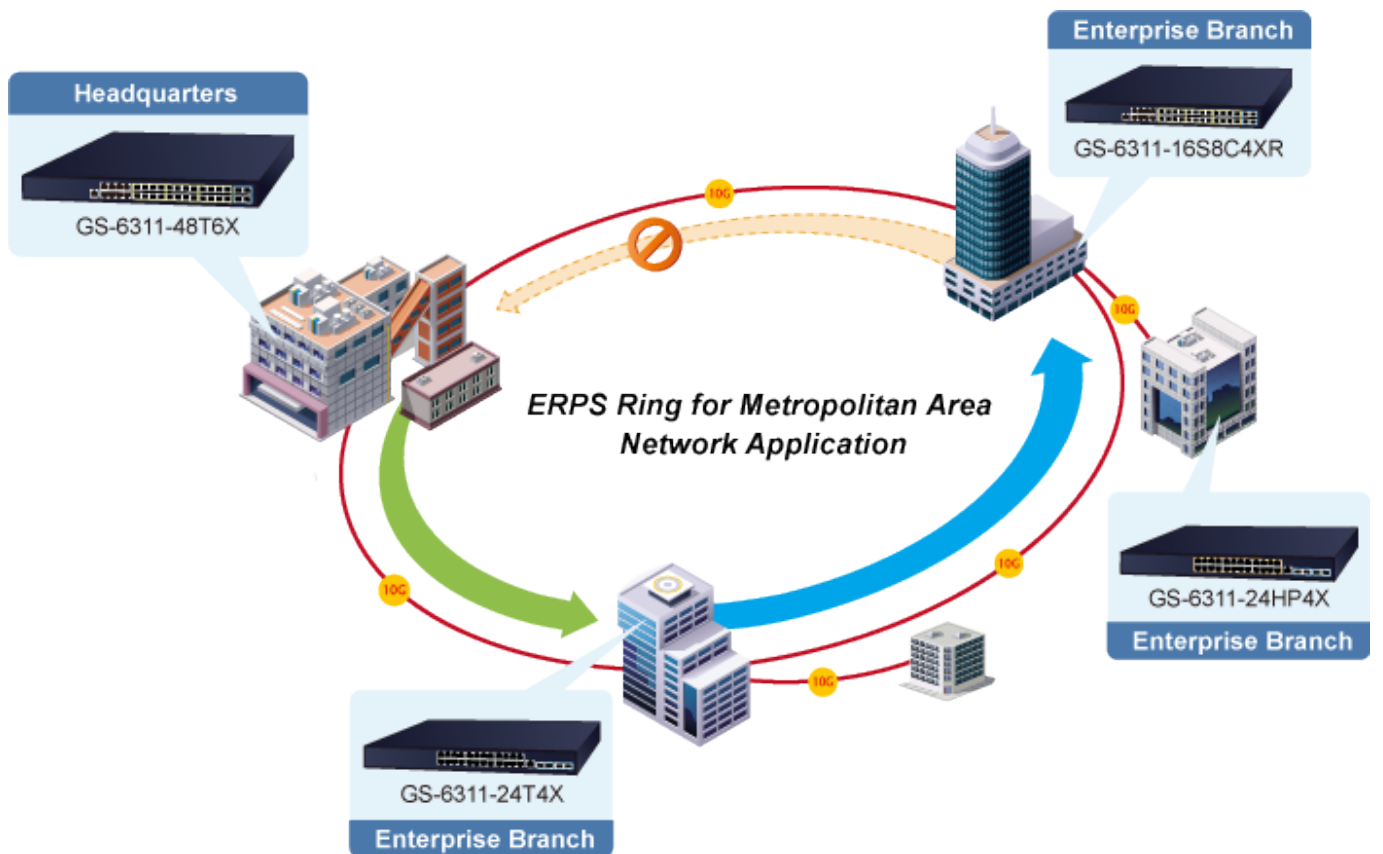 Enterprise Branch
GS-6311-16S8C4XR
Headquarters
GS-6311-48T6X
10G
10G
ERPS Ring for Metropolitan Area
Network Application
10G
10G
GS-6311-24HP4X
Enterprise Branch
10G
GS-6311-24T4X
Enterprise Branch